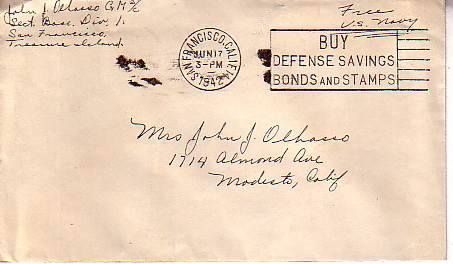 John J. Olhasso G.M 2/c
Sect. Base. Div. 1.
San Francisco,
Treasure Island.
Free
U.S. Navy
SAN FRANCISCO, CALIF.
JUN 17
3-PM
1942
BUY
DEFENSE SAVINGS
BONDS AND STAMPS
Mrs John J. Olhasso
1714 Almond Ave
Modesto, Calif